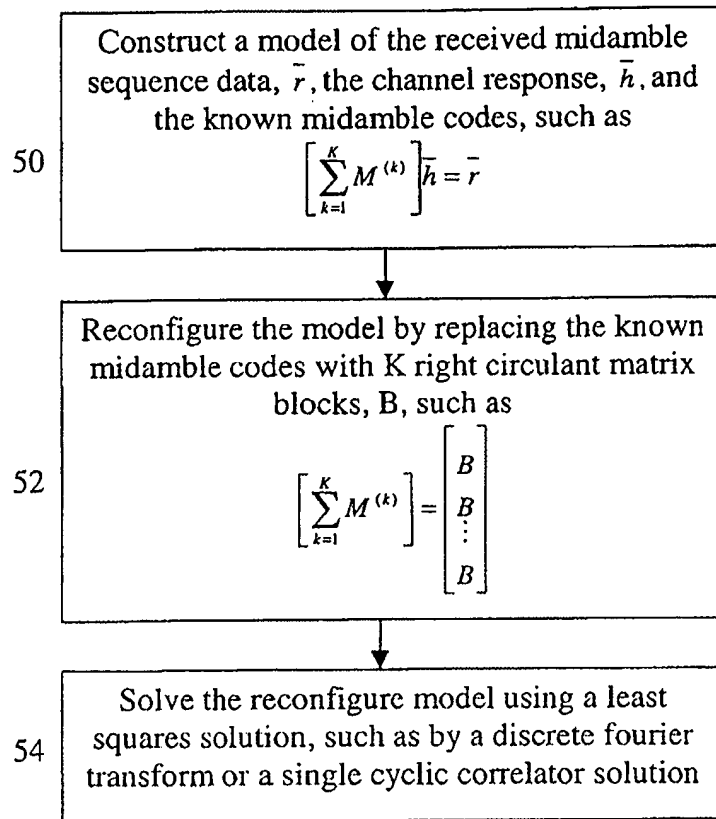 Construct a model of the received midamble
sequence data, r̄, the channel response, h̄, and
the known midamble codes, such as
50
[∑_{k=1}^{K} M^{(k)}] h̄ = r̄
Reconfigure the model by replacing the known
midamble codes with K right circulant matrix
blocks, B, such as
52
[∑_{k=1}^{K} M^{(k)}] = [B B ⋮ B]
Solve the reconfigure model using a least
squares solution, such as by a discrete fourier
54
transform or a single cyclic correlator solution